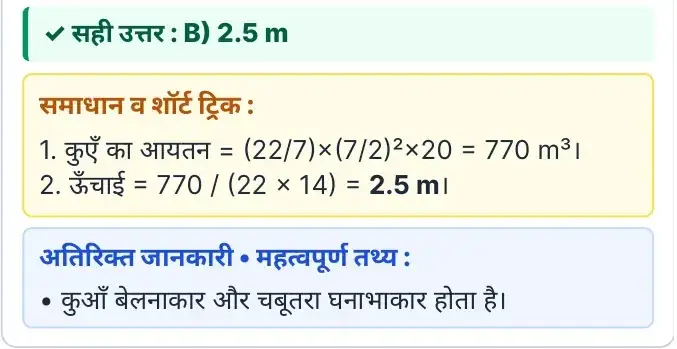 ✓ सही उत्तर : B) 2.5 m
समाधान व शॉर्ट ट्रिक :
1. कुएँ का आयतन = (22/7)×(7/2)²×20 = 770 m³।
2. ऊँचाई = 770 / (22 × 14) = 2.5 m।
अतिरिक्त जानकारी • महत्वपूर्ण तथ्य :
• कुआँ बेलनाकार और चबूतरा घनाभाकार होता है।